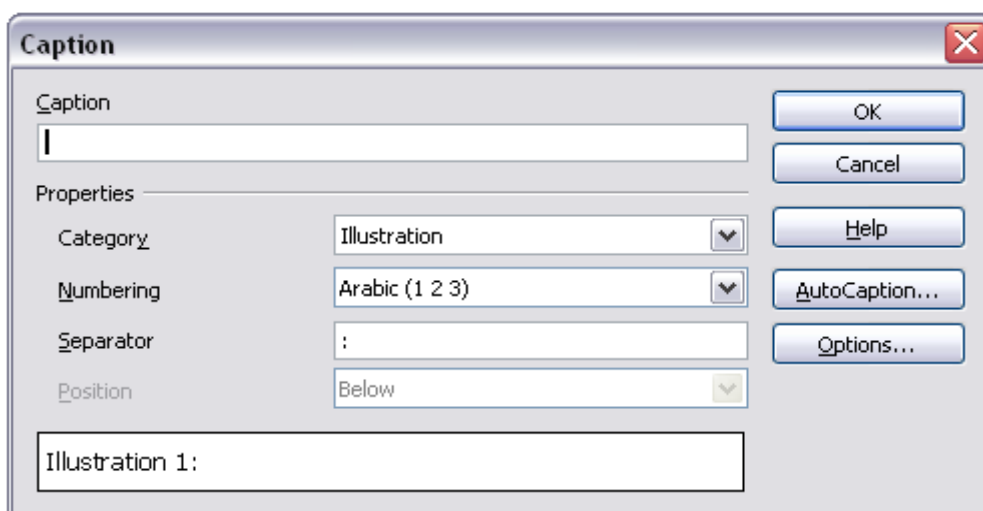 Caption
Caption
OK
Cancel
Properties
Category Illustration
Help
Numbering Arabic (1 2 3)
AutoCaption...
Separator :
Options...
Position Below
Illustration 1: